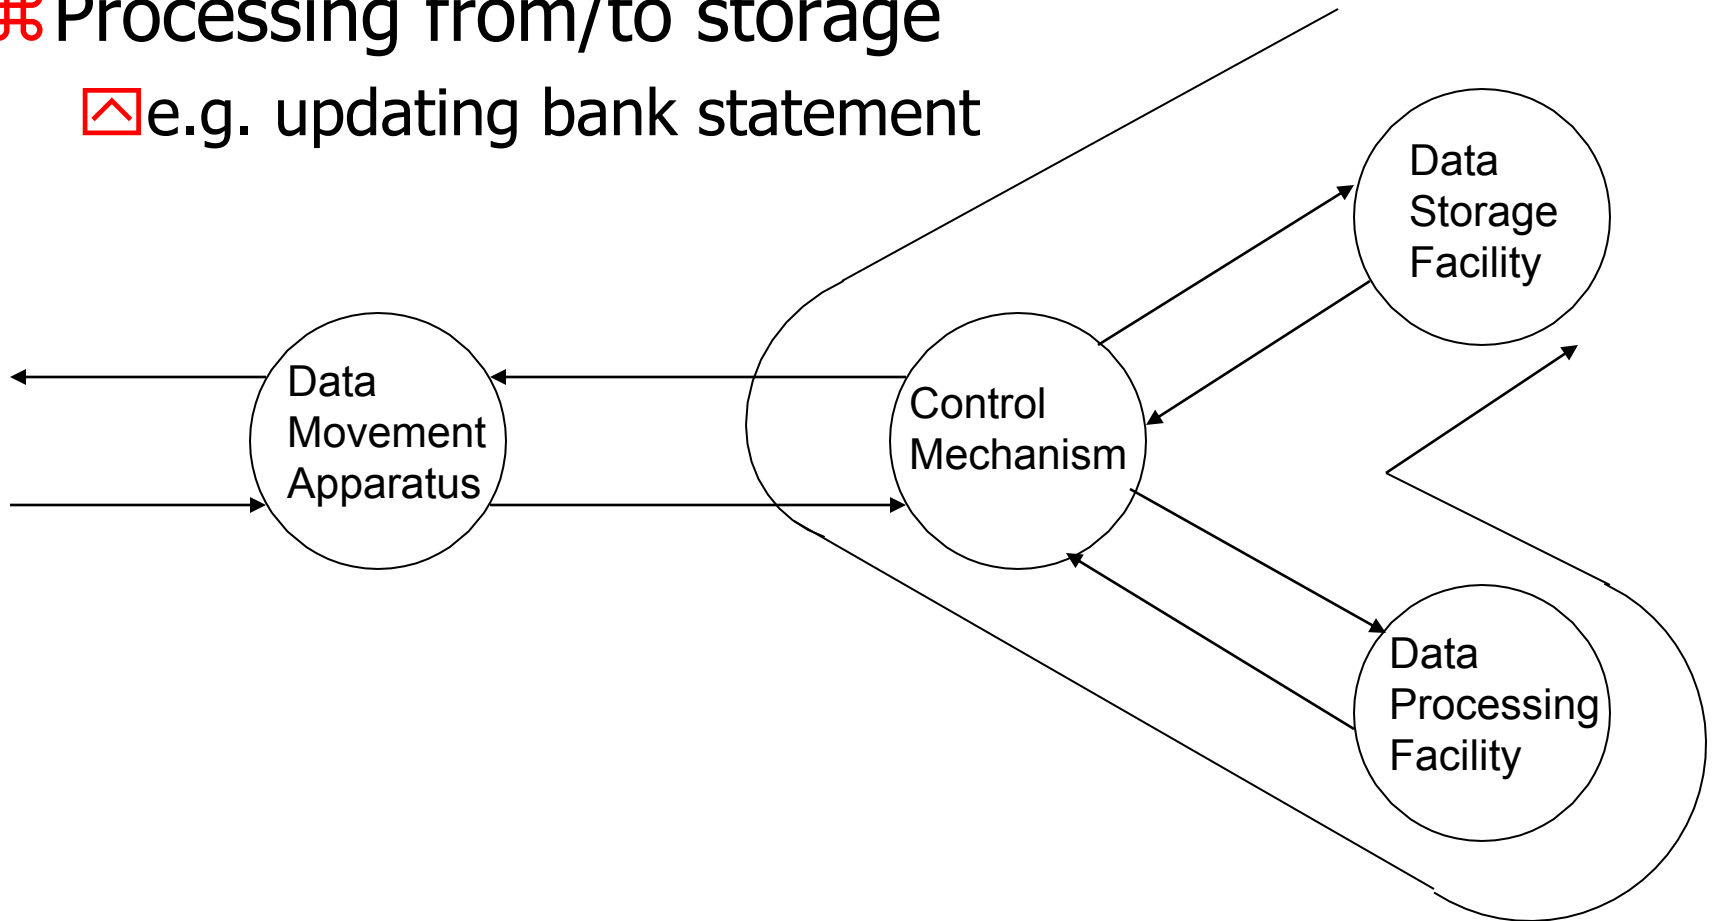 ⌘Processing from/to storage
e.g. updating bank statement
Data
Storage
Facility
Data
Movement
Apparatus
Control
Mechanism
Data
Processing
Facility